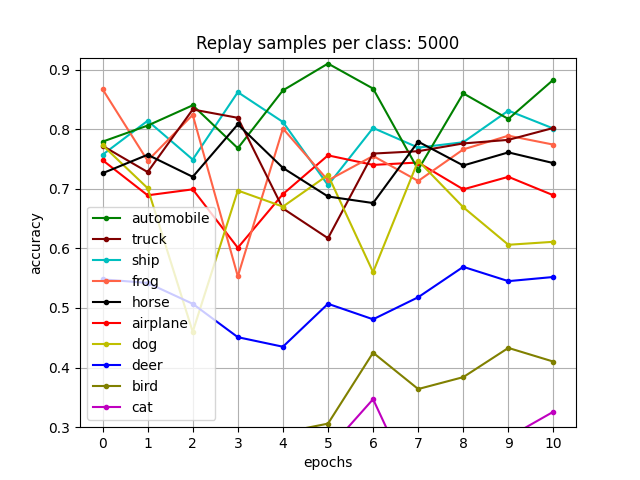 Replay samples per class: 5000
accuracy
0.9
0.8
0.7
0.6
0.5
0.4
0.3
automobile
truck
ship
frog
horse
airplane
dog
deer
bird
cat
0 1 2 3 4 5 6 7 8 9 10
epochs